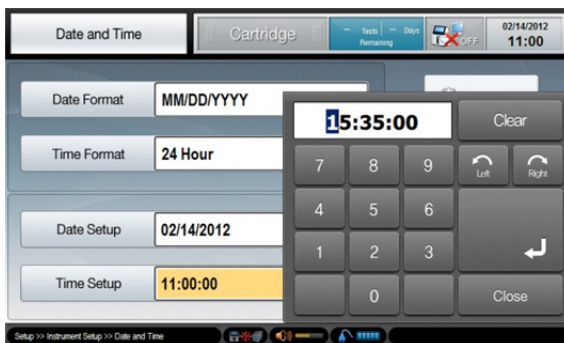 Date and Time
Cartridge
– Tests – Days
Remaining
OFF
02/14/2012
11:00
Date Format
MM/DD/YYYY
Time Format
24 Hour
Date Setup
02/14/2012
Time Setup
11:00:00
15:35:00
Clear
7 8 9
Left Right
4 5 6
1 2 3
0
Close
Setup >> Instrument Setup >> Date and Time